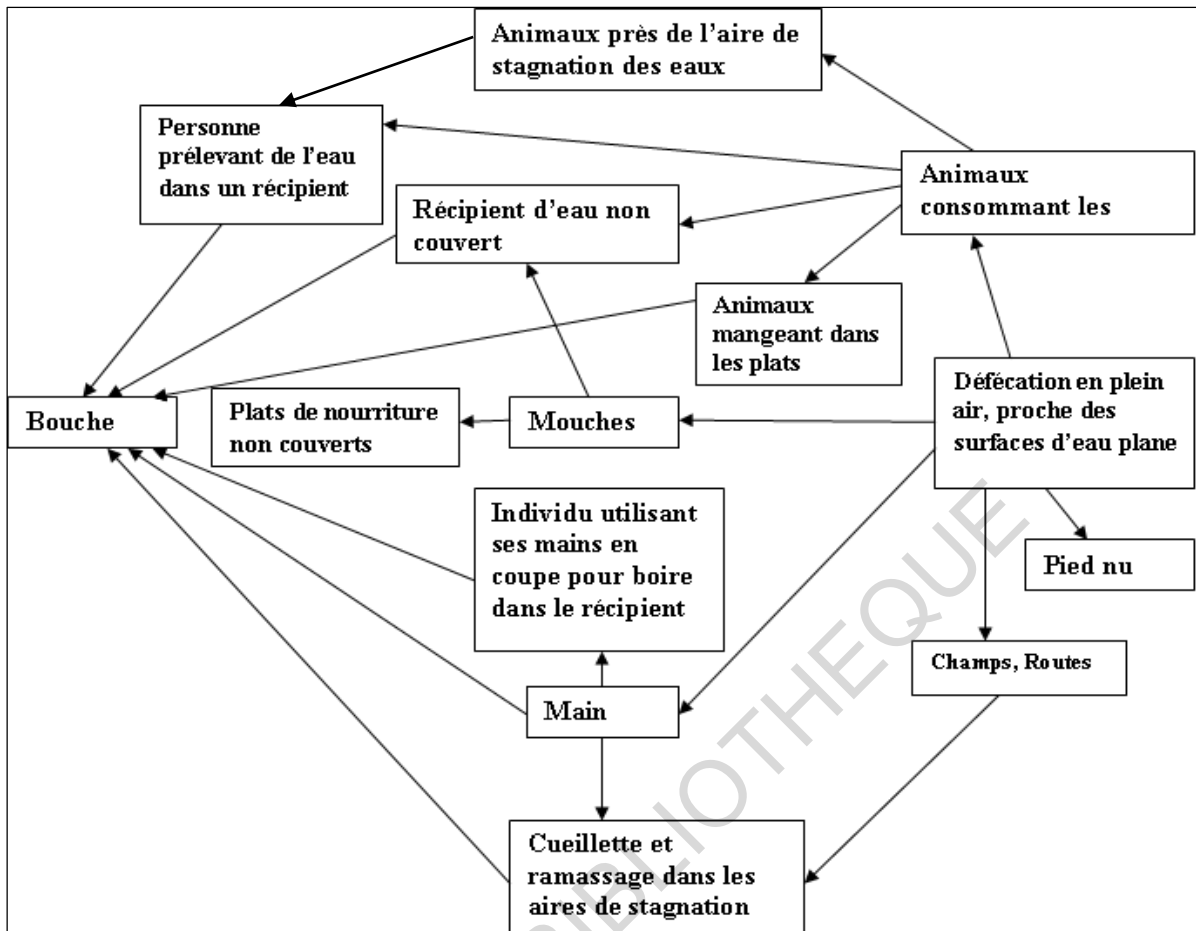 Animaux près de l'aire de
stagnation des eaux
Personne
prélevant de l'eau
dans un récipient
Animaux
consommant les
Récipient d'eau non
couvert
Animaux
mangeant dans
les plats
Défécation en plein
air, proche des
surfaces d'eau plane
Bouche
Plats de nourriture
non couverts
Mouches
Individu utilisant
ses mains en
coupe pour boire
dans le récipient
Pied nu
Champs, Routes
Main
Cueillette et
ramassage dans les
aires de stagnation
BIBLIOTHEQUE